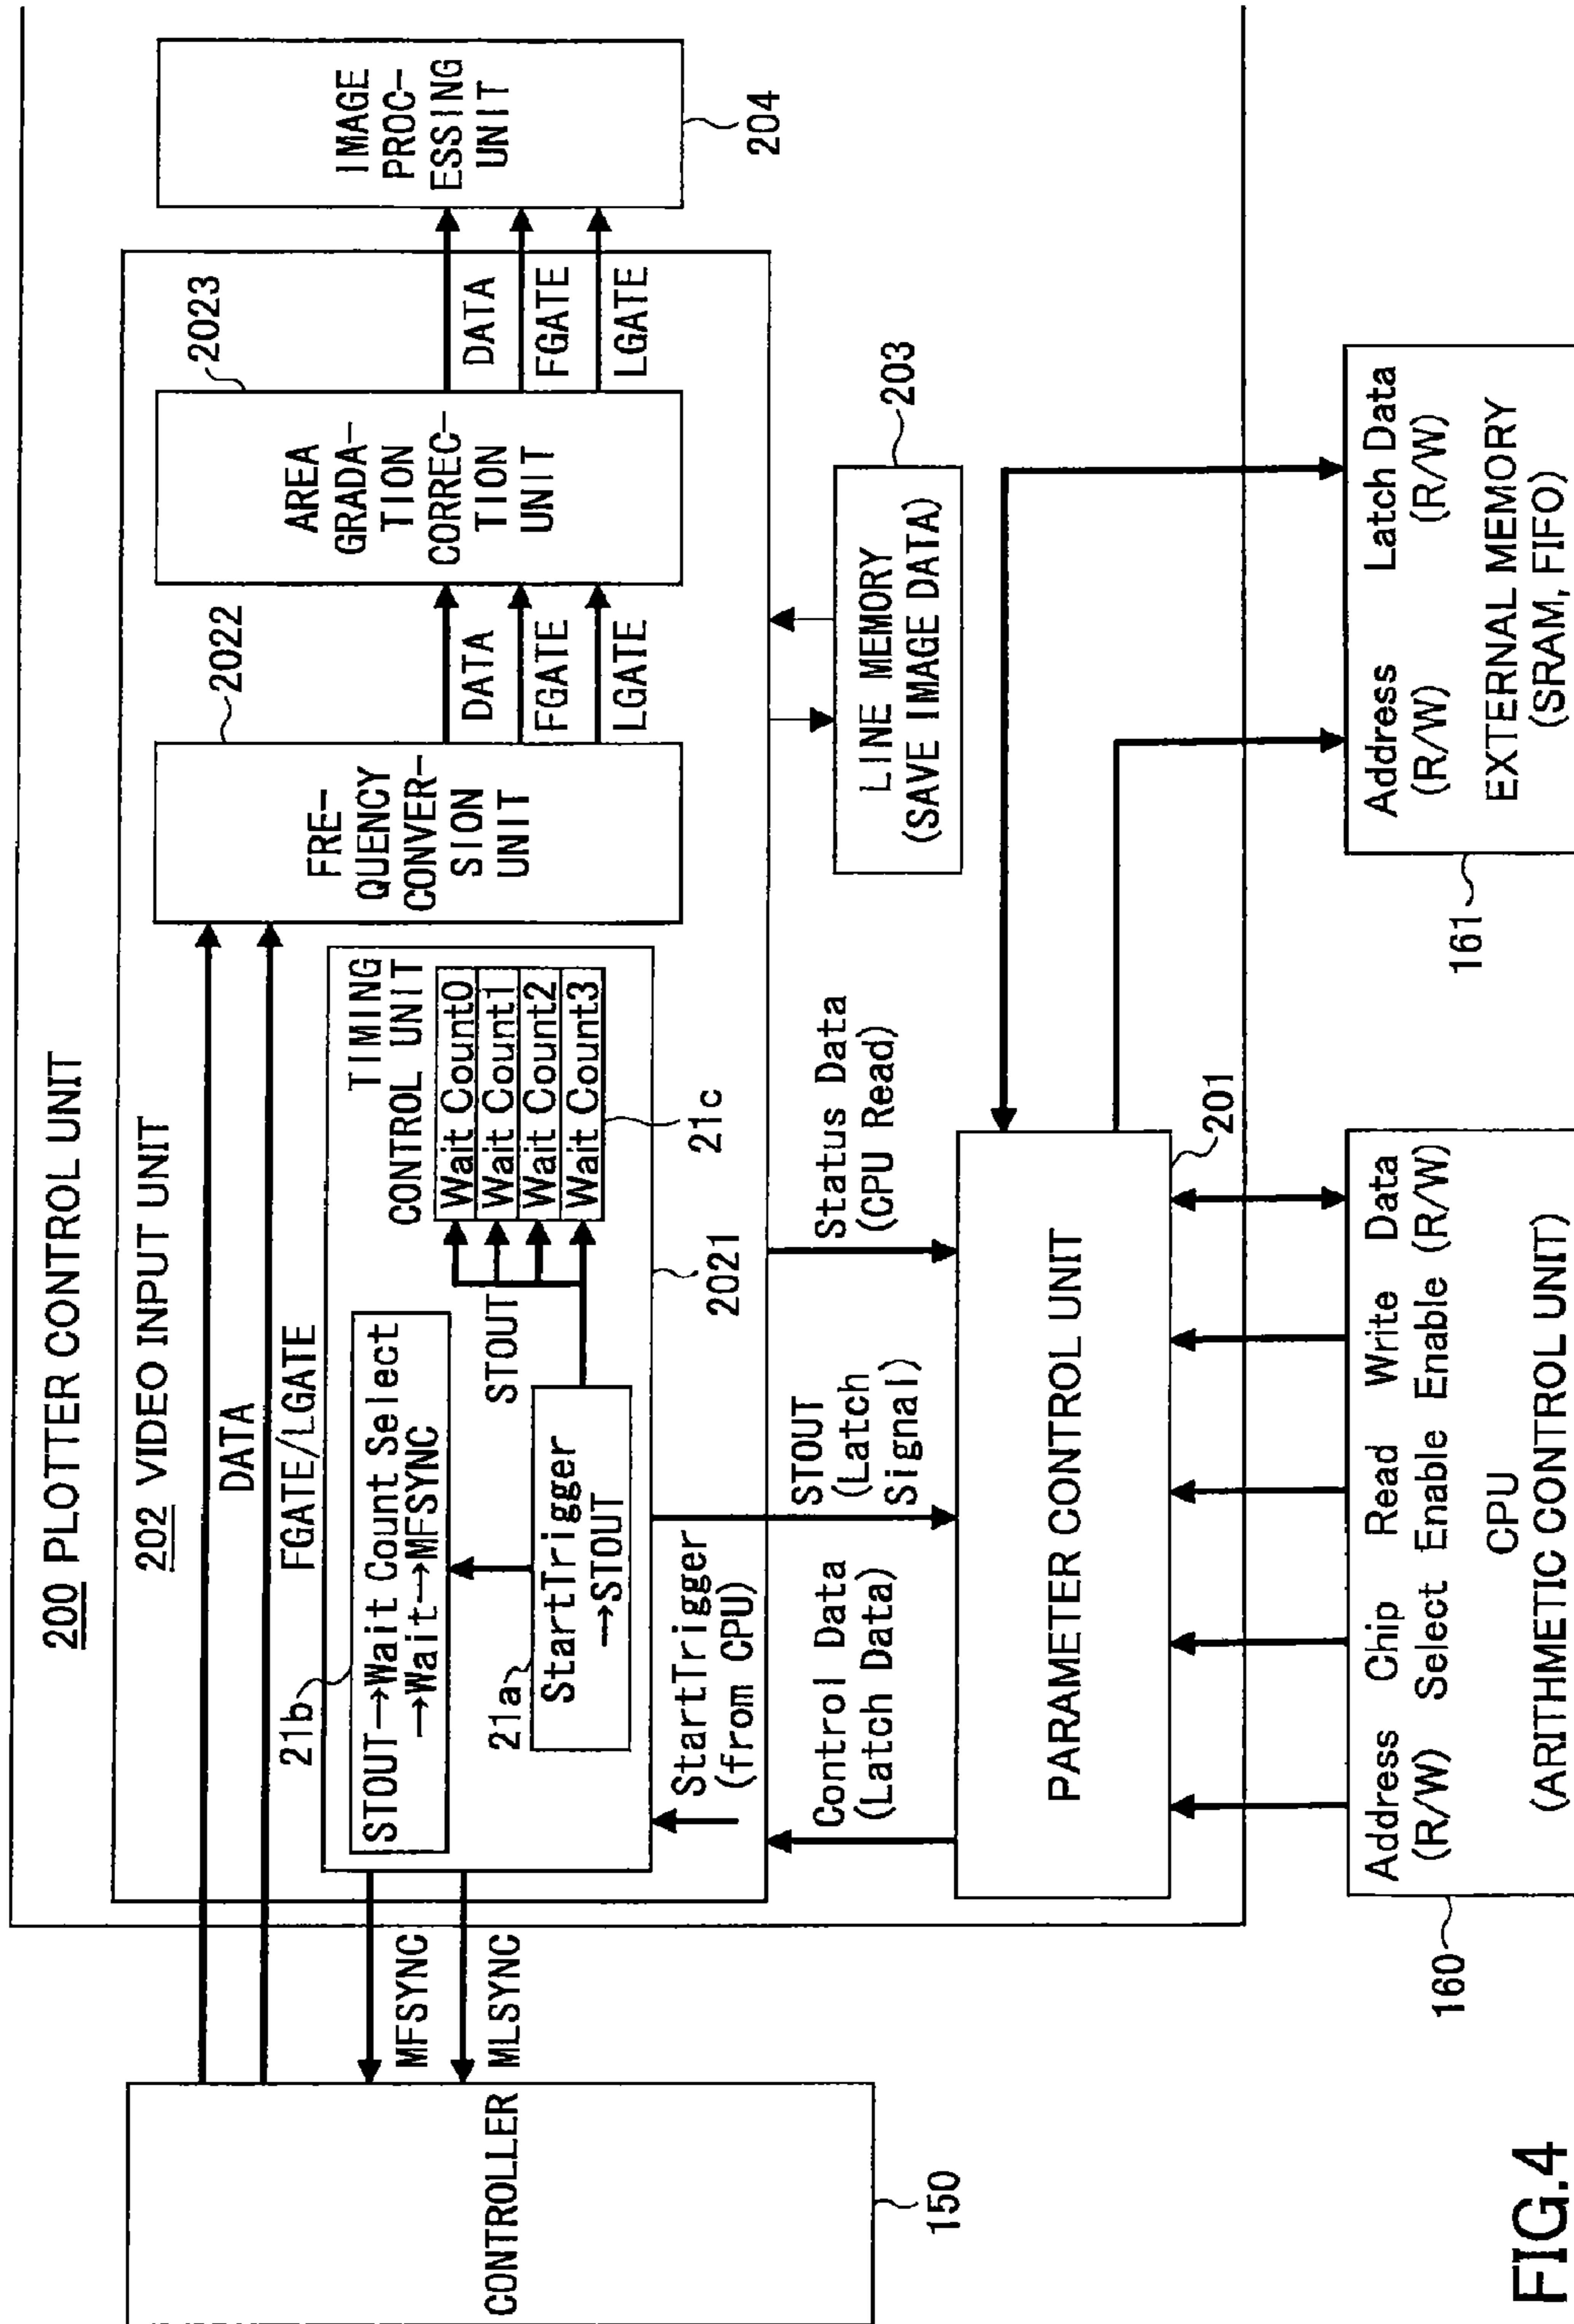 200 PLOTTER CONTROL UNIT
202 VIDEO INPUT UNIT
DATA
FGATE/LGATE
MFSYNC
MLSYNC
CONTROLLER
150
21b
STOUT→Wait Count Select
→Wait→MFSYNC
21a
StartTrigger
→STOUT
STOUT
TIMING
CONTROL UNIT
Wait Count0
Wait Count1
Wait Count2
Wait Count3
21c
2021
FRE-
QUENCY
CONVER-
SION
UNIT
2022
DATA
FGATE
LGATE
AREA
GRADA-
TION
CORREC-
TION
UNIT
2023
DATA
FGATE
LGATE
IMAGE
PROC-
ESSING
UNIT
204
StartTrigger
(from CPU)
Control Data
(Latch Data)
STOUT
(Latch
Signal)
Status Data
(CPU Read)
LINE MEMORY
(SAVE IMAGE DATA)
203
PARAMETER CONTROL UNIT
201
Address Chip Read Write Data
(R/W) Select Enable Enable (R/W)
CPU
(ARITHMETIC CONTROL UNIT)
160
Address Latch Data
(R/W) (R/W)
EXTERNAL MEMORY
(SRAM, FIFO)
161
FIG.4